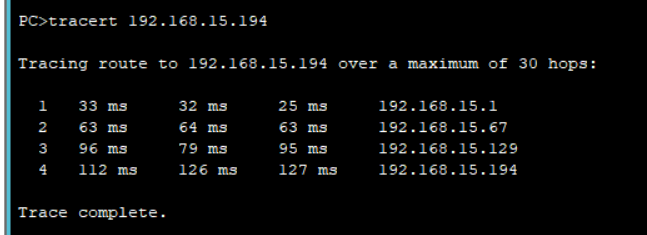 PC>tracert 192.168.15.194
Tracing route to 192.168.15.194 over a maximum of 30 hops:
1 33 ms 32 ms 25 ms 192.168.15.1
2 63 ms 64 ms 63 ms 192.168.15.67
3 96 ms 79 ms 95 ms 192.168.15.129
4 112 ms 126 ms 127 ms 192.168.15.194
Trace complete.